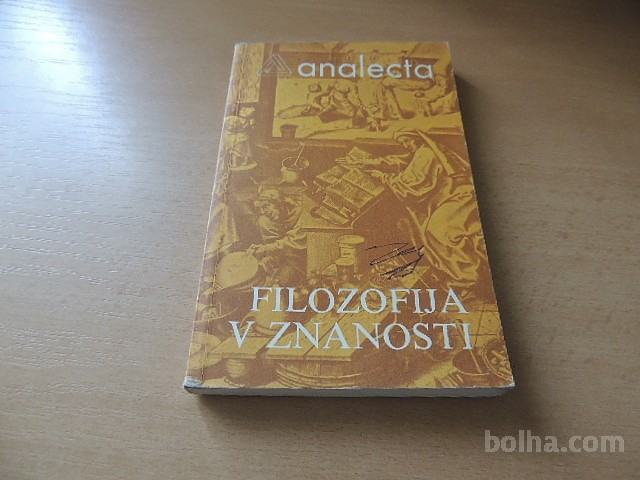 analecta
FILOZOFIJA
V ZNANOSTI
bolha.com